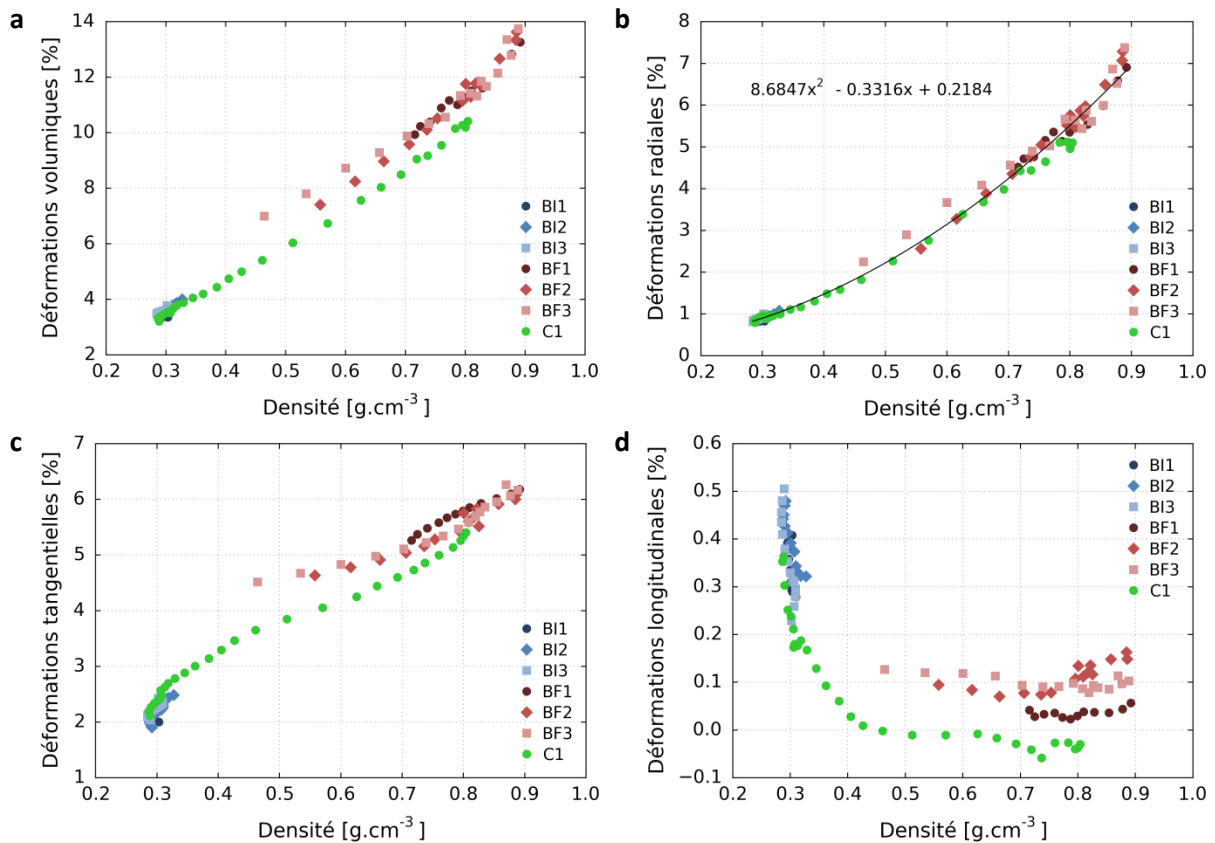 a
14
12
10
8
6
4
2
Déformations volumiques [%]
0.2 0.3 0.4 0.5 0.6 0.7 0.8 0.9 1.0
Densité [g.cm⁻³]
BI1
BI2
BI3
BF1
BF2
BF3
C1
b
8
7
6
5
4
3
2
1
0
Déformations radiales [%]
8.6847x² - 0.3316x + 0.2184
0.2 0.3 0.4 0.5 0.6 0.7 0.8 0.9 1.0
Densité [g.cm⁻³]
BI1
BI2
BI3
BF1
BF2
BF3
C1
c
7
6
5
4
3
2
1
Déformations tangentielles [%]
0.2 0.3 0.4 0.5 0.6 0.7 0.8 0.9 1.0
Densité [g.cm⁻³]
BI1
BI2
BI3
BF1
BF2
BF3
C1
d
0.6
0.5
0.4
0.3
0.2
0.1
0.0
−0.1
Déformations longitudinales [%]
0.2 0.3 0.4 0.5 0.6 0.7 0.8 0.9 1.0
Densité [g.cm⁻³]
BI1
BI2
BI3
BF1
BF2
BF3
C1